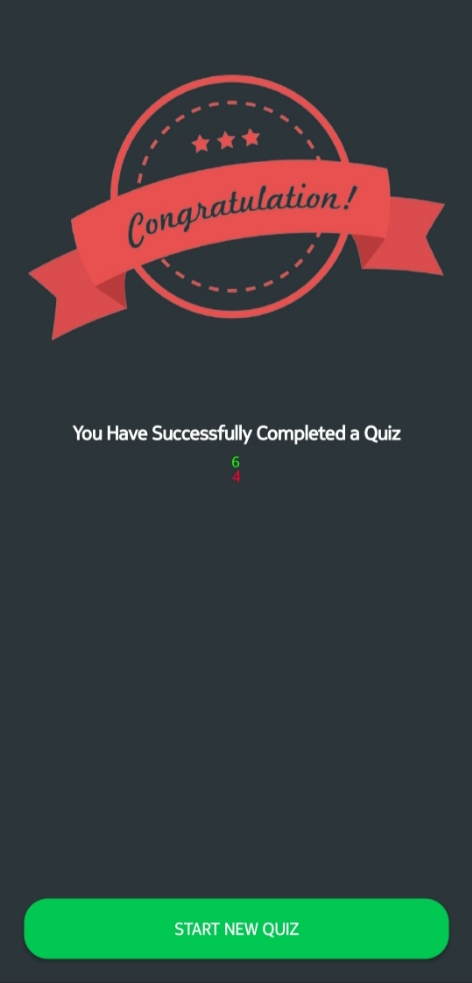 Congratulation!
You Have Successfully Completed a Quiz
6
4
START NEW QUIZ